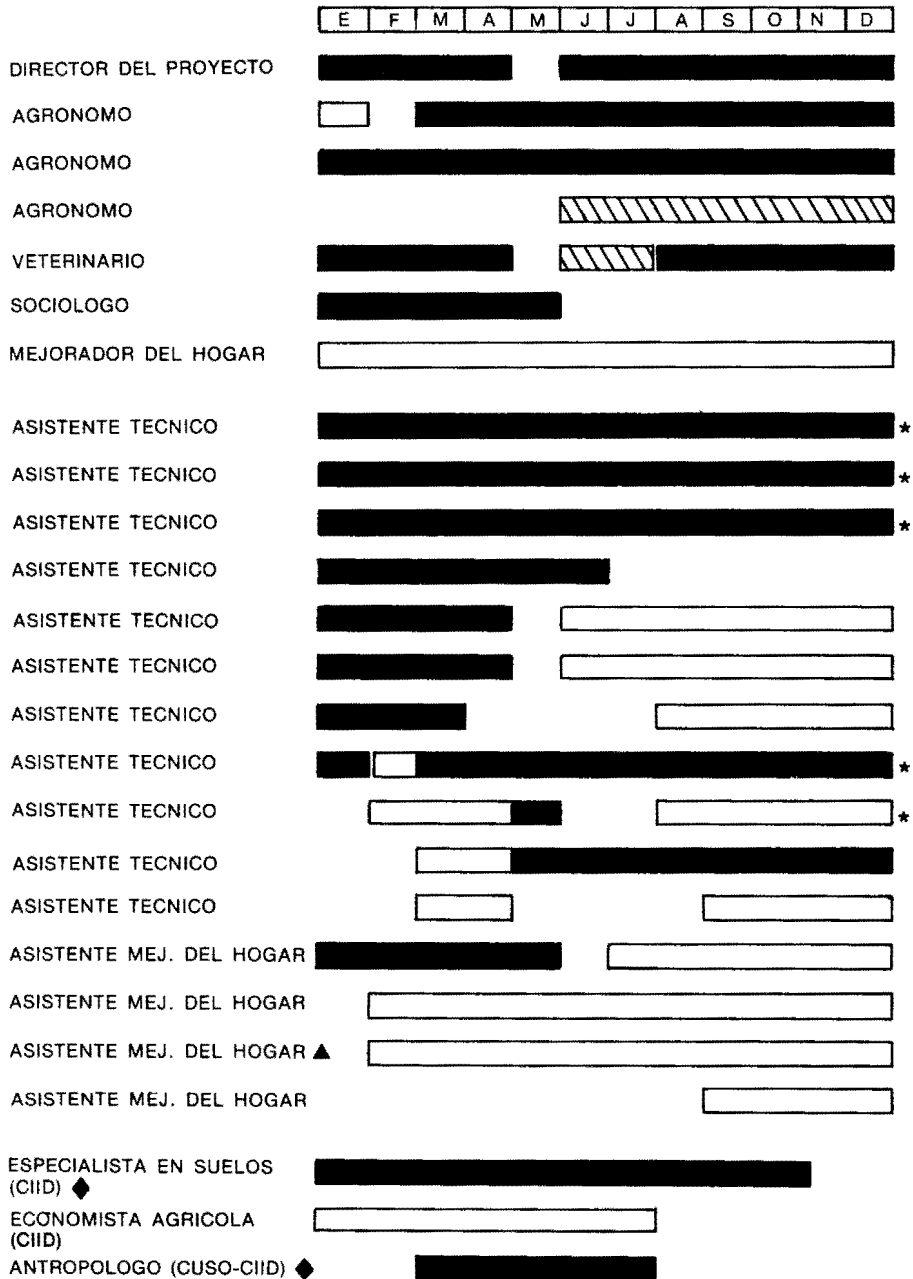 E F M A M J J A S O N D
DIRECTOR DEL PROYECTO
AGRONOMO
AGRONOMO
AGRONOMO
VETERINARIO
SOCIOLOGO
MEJORADOR DEL HOGAR
ASISTENTE TECNICO *
ASISTENTE TECNICO *
ASISTENTE TECNICO *
ASISTENTE TECNICO
ASISTENTE TECNICO
ASISTENTE TECNICO
ASISTENTE TECNICO
ASISTENTE TECNICO *
ASISTENTE TECNICO *
ASISTENTE TECNICO
ASISTENTE TECNICO
ASISTENTE MEJ. DEL HOGAR
ASISTENTE MEJ. DEL HOGAR
ASISTENTE MEJ. DEL HOGAR ▲
ASISTENTE MEJ. DEL HOGAR
ESPECIALISTA EN SUELOS
(CIID) ◆
ECONOMISTA AGRICOLA
(CIID)
ANTROPOLOGO (CUSO-CIID) ◆